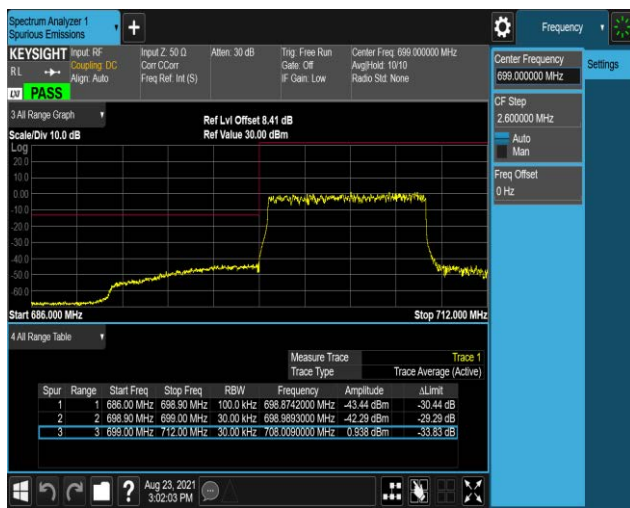 Spectrum Analyzer 1
Spurious Emissions
Frequency
KEYSIGHT Input: RF Input Z: 50 Ω Atten: 30 dB Trig: Free Run Center Freq: 699.000000 MHz
RL Coupling: DC Corr CCorr Gate: Off Avg|Hold: 10/10
Align: Auto Freq Ref: Int (S) IF Gain: Low Radio Std: None
LXI PASS
Center Frequency
699.000000 MHz
Settings
CF Step
2.600000 MHz
Auto
Man
Freq Offset
0 Hz
3 All Range Graph
Ref Lvl Offset 8.41 dB
Scale/Div 10.0 dB Ref Value 30.00 dBm
Log
20.0
10.0
0.00
-10.0
-20.0
-30.0
-40.0
-50.0
-60.0
Start 686.000 MHz Stop 712.000 MHz
4 All Range Table
Measure Trace Trace 1
Trace Type Trace Average (Active)
Spur Range Start Freq Stop Freq RBW Frequency Amplitude ΔLimit
1 1 686.00 MHz 698.90 MHz 100.0 kHz 698.8742000 MHz -43.44 dBm -30.44 dB
2 2 698.90 MHz 699.00 MHz 30.00 kHz 698.9893000 MHz -42.29 dBm -29.29 dB
3 3 699.00 MHz 712.00 MHz 30.00 kHz 708.0090000 MHz 0.938 dBm -33.83 dB
? Aug 23, 2021
3:02:03 PM